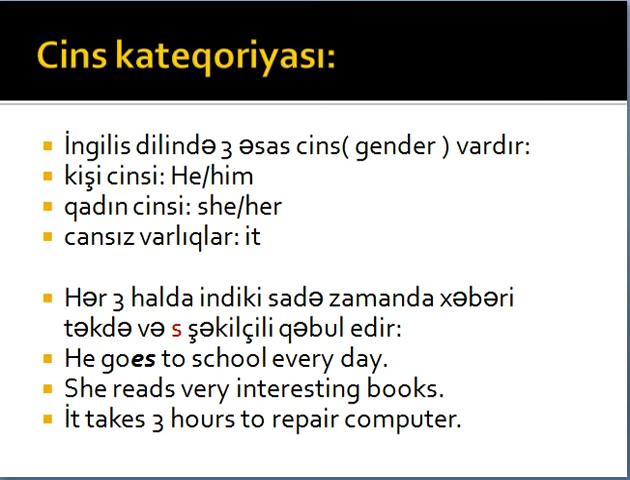 Cins kateqoriyası:
İngilis dilində 3 əsas cins( gender ) vardır:
kişi cinsi: He/him
qadın cinsi: she/her
cansız varlıqlar: it
Hər 3 halda indiki sadə zamanda xəbəri
təkdə və s şəkilçili qəbul edir:
He goes to school every day.
She reads very interesting books.
İt takes 3 hours to repair computer.